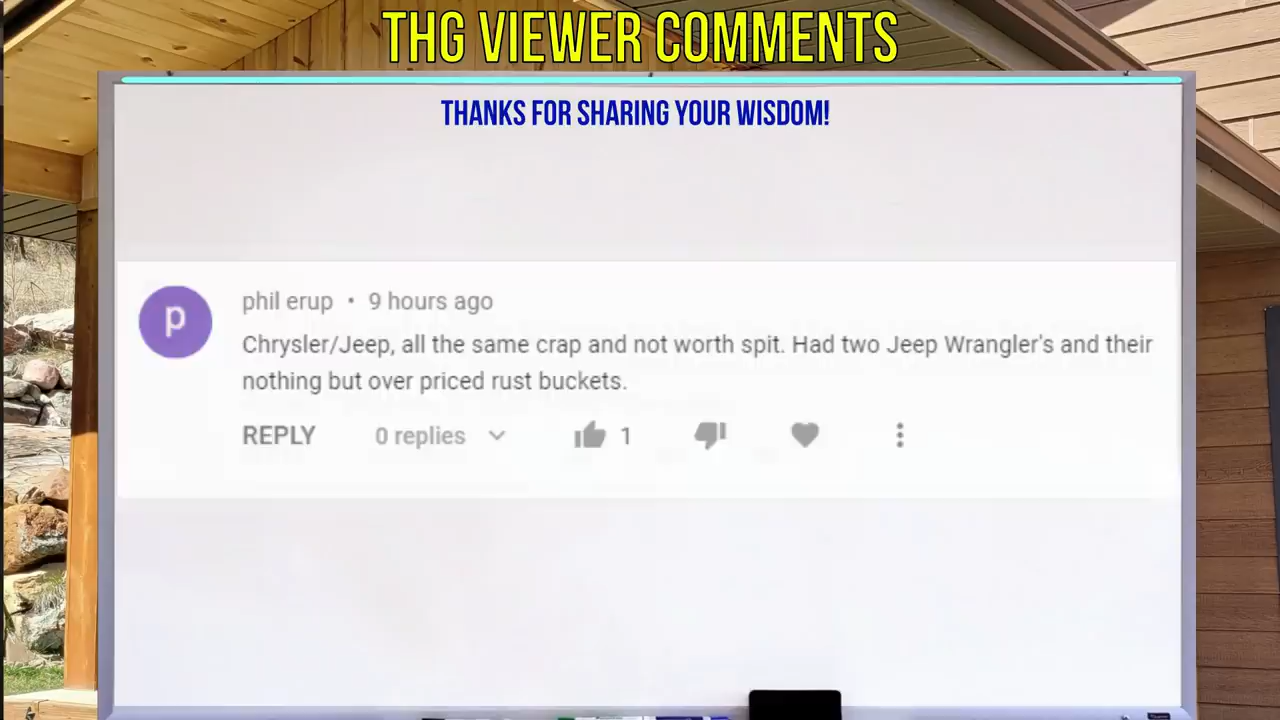 THG VIEWER COMMENTS
THANKS FOR SHARING YOUR WISDOM!
p
phil erup • 9 hours ago
Chrysler/Jeep, all the same crap and not worth spit. Had two Jeep Wrangler's and their
nothing but over priced rust buckets.
REPLY 0 replies 1